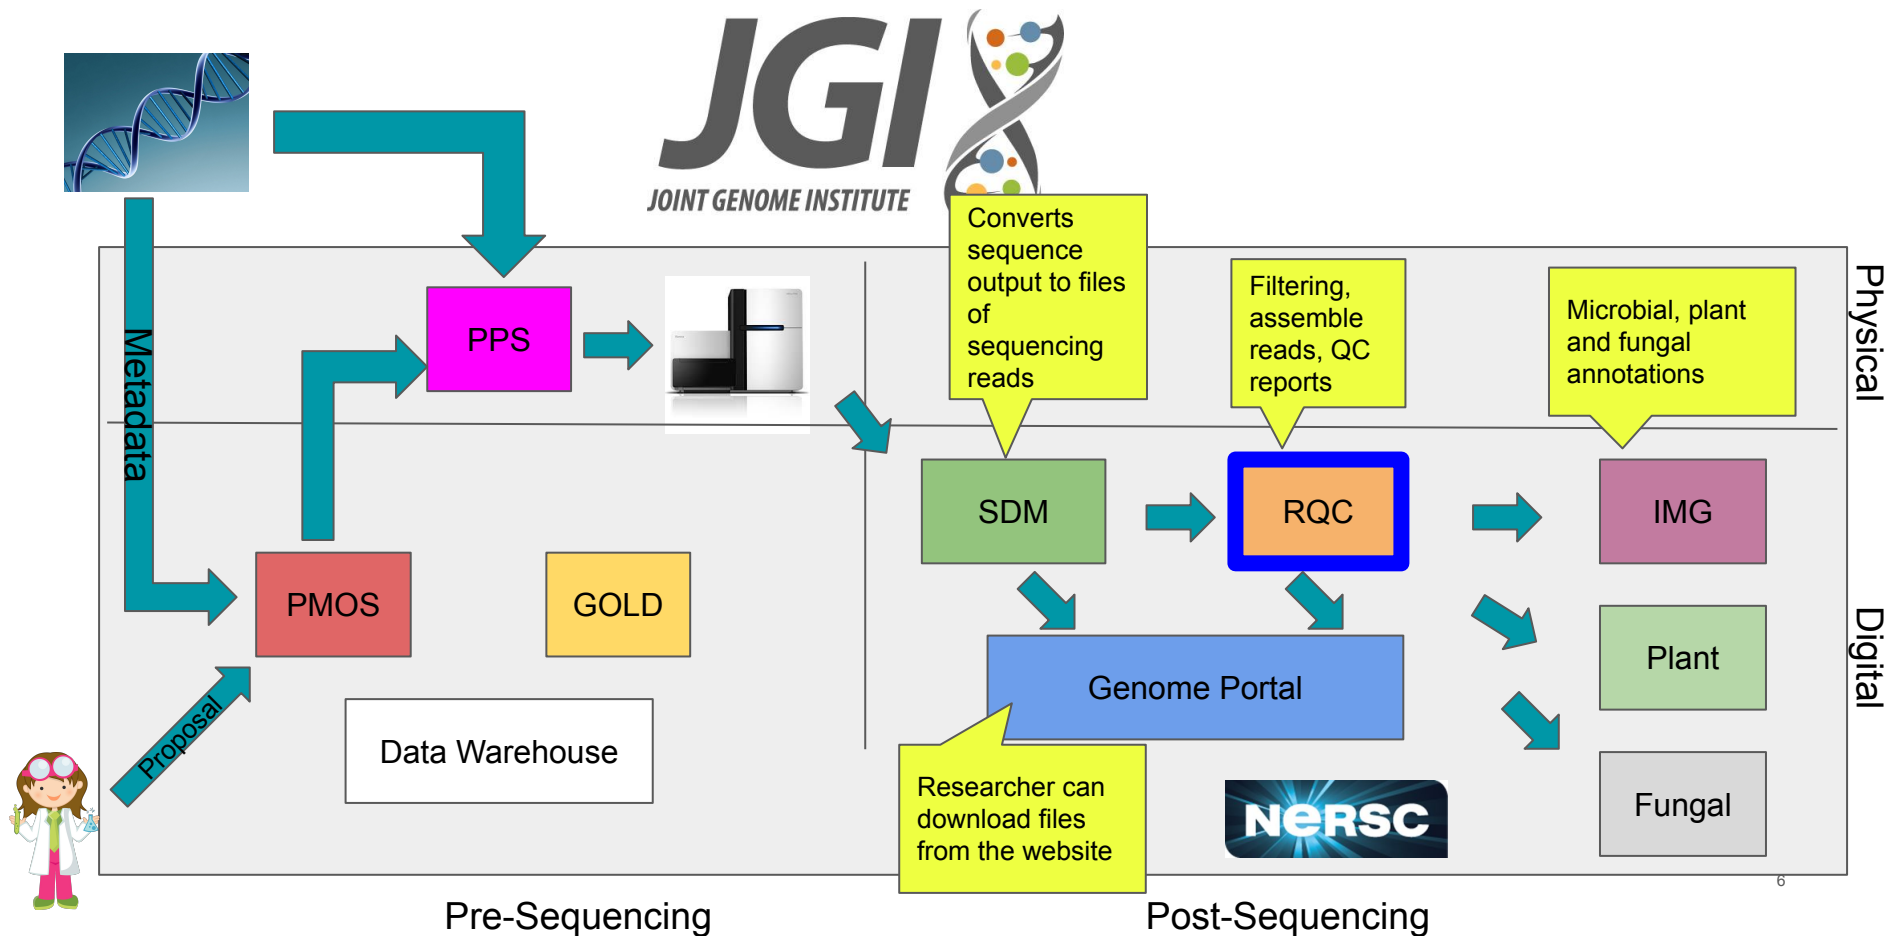 JGI
JOINT GENOME INSTITUTE
Converts
sequence
output to files
of
sequencing
reads
Filtering,
assemble
reads, QC
reports
Microbial, plant
and fungal
annotations
Physical
Metadata
PPS
SDM
RQC
IMG
PMOS
GOLD
Plant
Digital
Genome Portal
Proposal
Data Warehouse
Researcher can
download files
from the website
NERSC
Fungal
6
Pre-Sequencing
Post-Sequencing